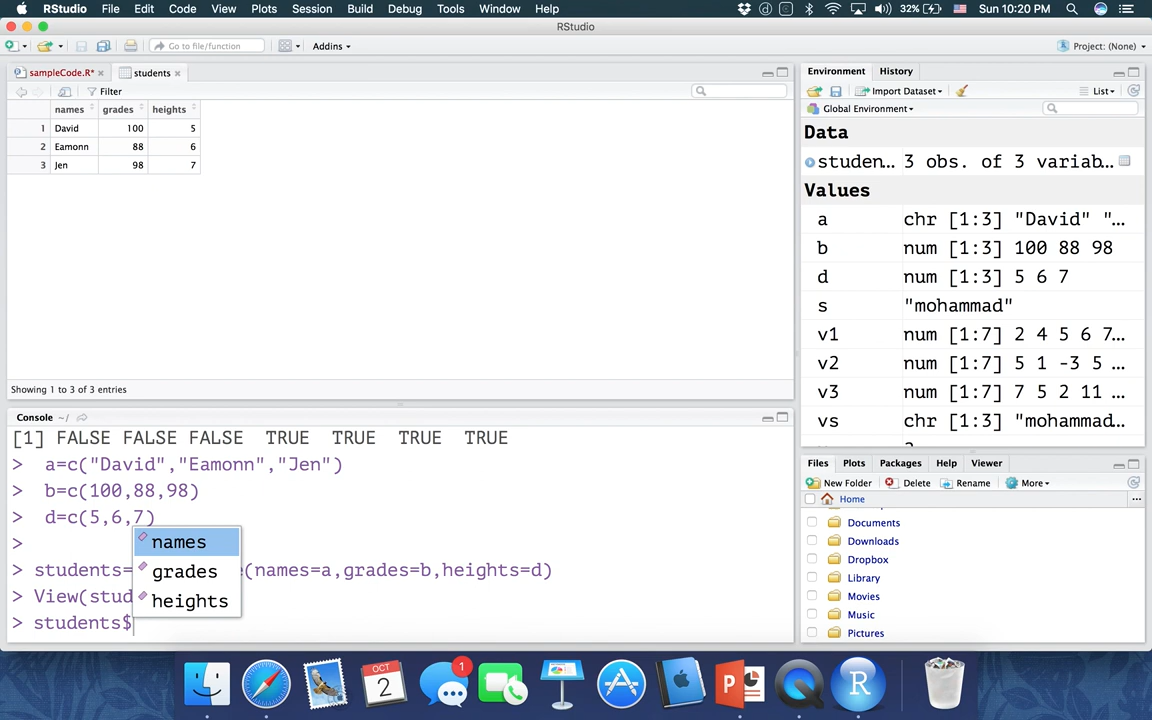 RStudio File Edit Code View Plots Session Build Debug Tools Window Help 32% Sun 10:20 PM
RStudio
Go to file/function Addins Project: (None)
sampleCode.R* students
Filter
names grades heights
1 David 100 5
2 Eamonn 88 6
3 Jen 98 7
Showing 1 to 3 of 3 entries
Console ~/
[1] FALSE FALSE FALSE TRUE TRUE TRUE TRUE
> a=c("David","Eamonn","Jen")
> b=c(100,88,98)
> d=c(5,6,7)
>
> students= e(names=a,grades=b,heights=d)
> View(stud
> students$
names
grades
heights
Environment History
Import Dataset List
Global Environment
Data
studen... 3 obs. of 3 variab...
Values
a chr [1:3] "David" "...
b num [1:3] 100 88 98
d num [1:3] 5 6 7
s "mohammad"
v1 num [1:7] 2 4 5 6 7...
v2 num [1:7] 5 1 -3 5 ...
v3 num [1:7] 7 5 2 11 ...
vs chr [1:3] "mohammad...
Files Plots Packages Help Viewer
New Folder Delete Rename More
Home ...
Documents
Downloads
Dropbox
Library
Movies
Music
Pictures
OCT
2
1
P
R